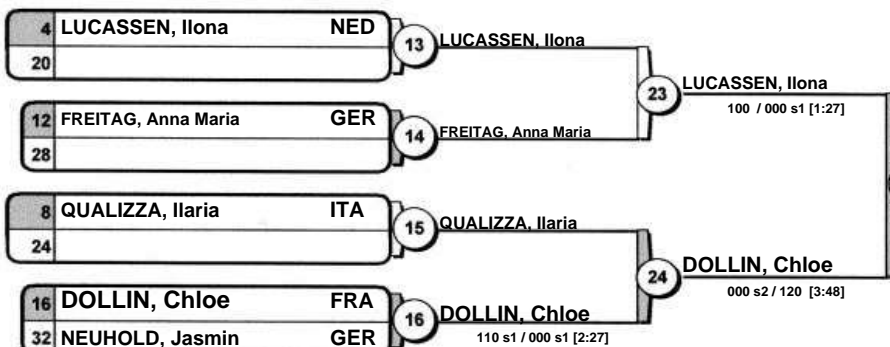 4 LUCASSEN, Ilona NED
20
13
LUCASSEN, Ilona
12 FREITAG, Anna Maria GER
28
14
FREITAG, Anna Maria
23
LUCASSEN, Ilona
100 / 000 s1 [1:27]
8 QUALIZZA, Ilaria ITA
24
15
QUALIZZA, Ilaria
16 DOLLIN, Chloe FRA
32 NEUHOLD, Jasmin GER
16
DOLLIN, Chloe
110 s1 / 000 s1 [2:27]
24
DOLLIN, Chloe
000 s2 / 120 [3:48]